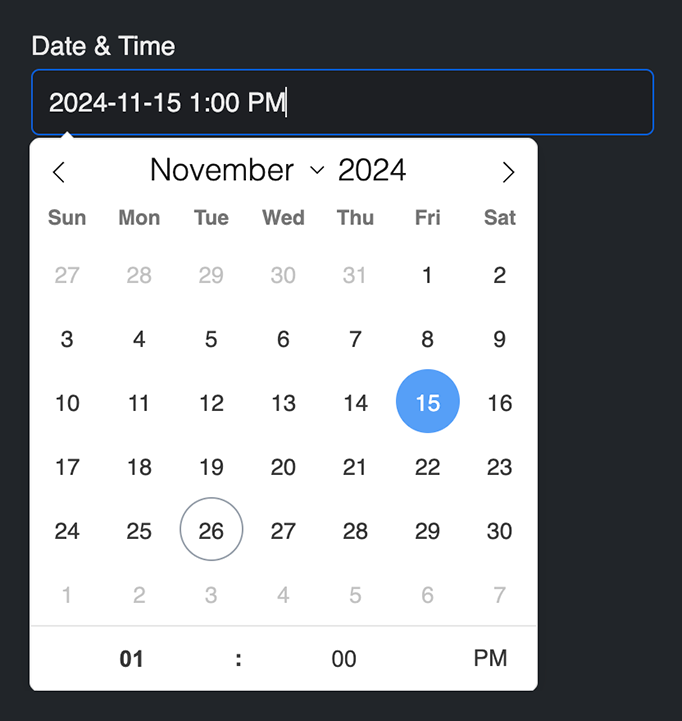 Date & Time
2024-11-15 1:00 PM
November 2024
Sun Mon Tue Wed Thu Fri Sat
27 28 29 30 31 1 2
3 4 5 6 7 8 9
10 11 12 13 14 15 16
17 18 19 20 21 22 23
24 25 26 27 28 29 30
1 2 3 4 5 6 7
01 : 00 PM